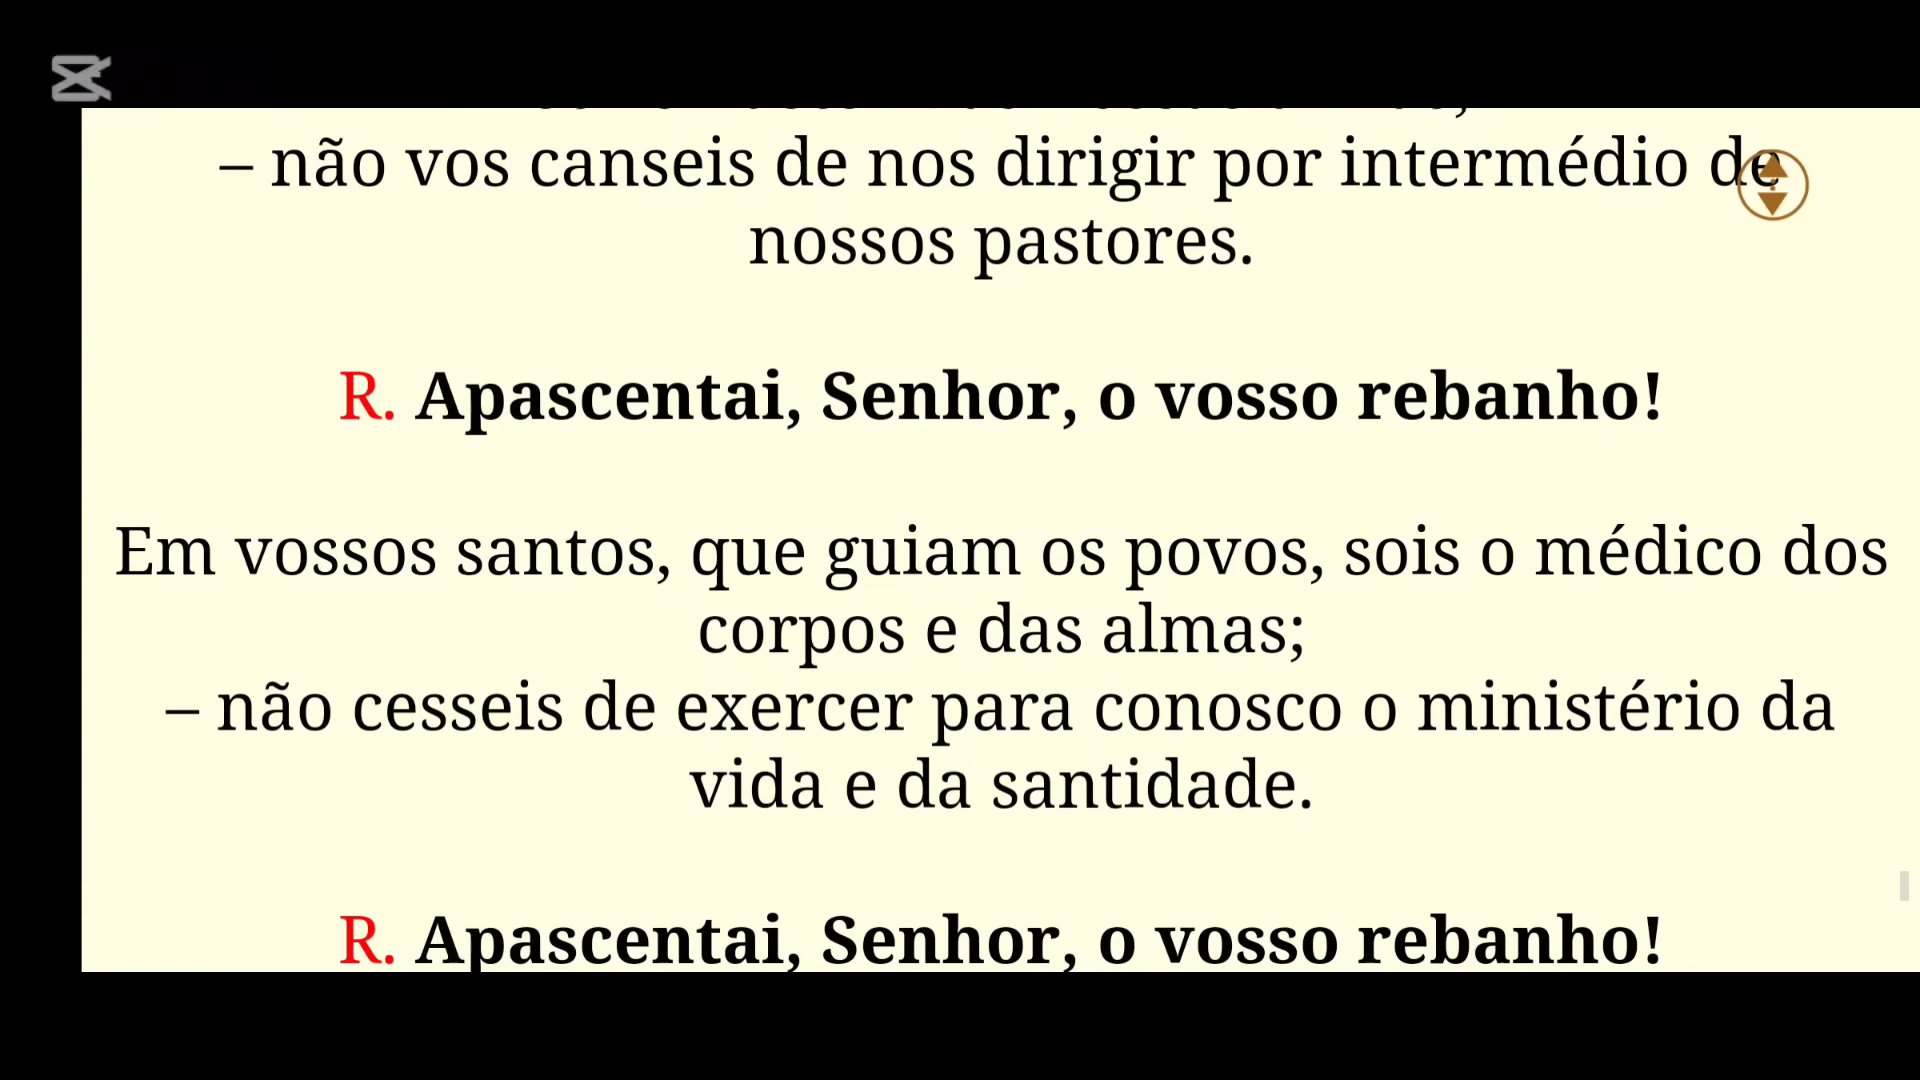 – não vos canseis de nos dirigir por intermédio de
nossos pastores.
R. Apascentai, Senhor, o vosso rebanho!
Em vossos santos, que guiam os povos, sois o médico dos
corpos e das almas;
– não cesseis de exercer para conosco o ministério da
vida e da santidade.
R. Apascentai, Senhor, o vosso rebanho!